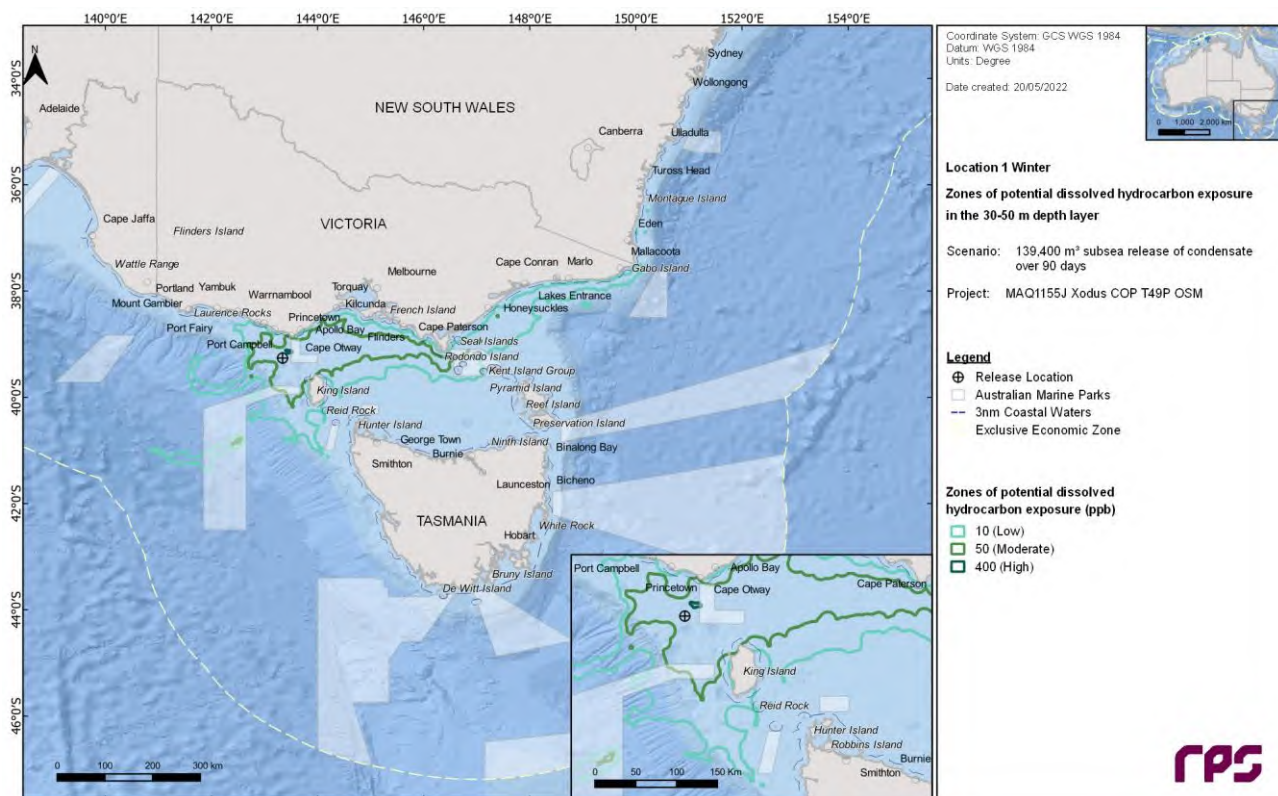 140°0'E 142°0'E 144°0'E 146°0'E 148°0'E 150°0'E 152°0'E 154°0'E
34°0'S
36°0'S
38°0'S
40°0'S
42°0'S
44°0'S
46°0'S
N
Sydney
Wollongong
NEW SOUTH WALES
Adelaide
Canberra
Ulladulla
Tuross Head
Montague Island
Cape Jaffa
Flinders Island
VICTORIA
Eden
Mallacoota
Wattle Range
Melbourne
Cape Conran
Marlo
Gabo Island
Portland
Yambuk
Torquay
Mount Gambier
Warrnambool
Kilcunda
Lakes Entrance
Laurence Rocks
French Island
Honeysuckles
Princetown
Port Fairy
Apollo Bay
Cape Paterson
Flinders
Seal Islands
Port Campbell
Cape Otway
Rodondo Island
Kent Island Group
King Island
Pyramid Island
Reef Island
Reid Rock
Hunter Island
Preservation Island
George Town
Ninth Island
Burnie
Binalong Bay
Smithton
Launceston
Bicheno
TASMANIA
White Rock
Hobart
Bruny Island
De Witt Island
0 100 200 300 km
Port Campbell
Apollo Bay
Princetown
Cape Otway
Cape Paterson
King Island
Reid Rock
Hunter Island
Robbins Island
Burnie
Smithton
0 50 100 150 Km
Coordinate System: GCS WGS 1984
Datum: WGS 1984
Units: Degree
Date created: 20/05/2022
0 1,000 2,000 km
Location 1 Winter
Zones of potential dissolved hydrocarbon exposure
in the 30-50 m depth layer
Scenario: 139,400 m³ subsea release of condensate
over 90 days
Project: MAQ1155J Xodus COP T49P OSM
Legend
Release Location
Australian Marine Parks
3nm Coastal Waters
Exclusive Economic Zone
Zones of potential dissolved
hydrocarbon exposure (ppb)
10 (Low)
50 (Moderate)
400 (High)
rps